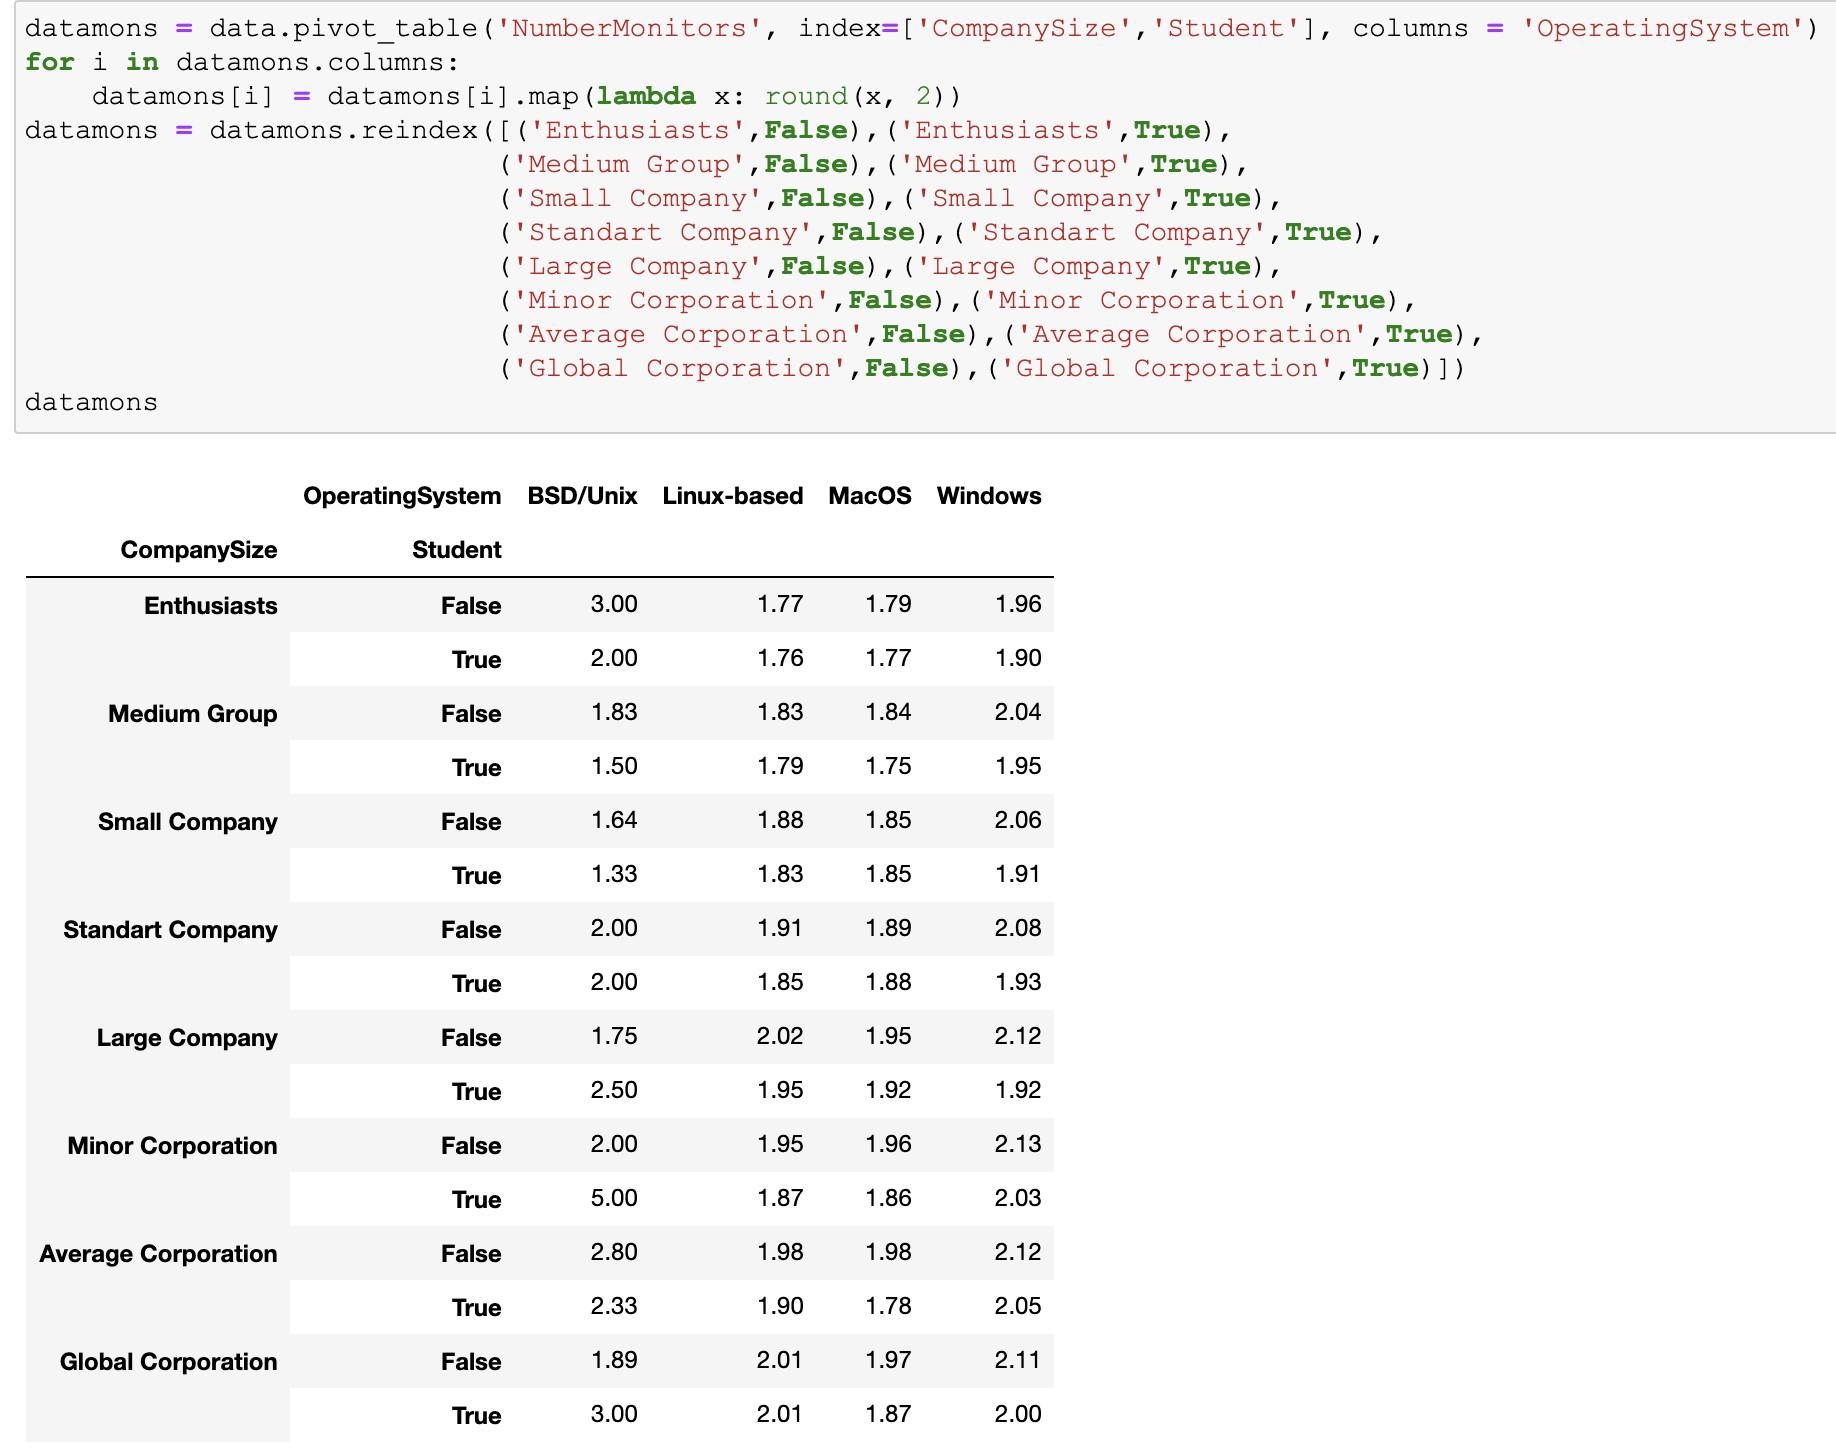 datamons = data.pivot_table('NumberMonitors', index=['CompanySize','Student'], columns = 'OperatingSystem')
for i in datamons.columns:
    datamons[i] = datamons[i].map(lambda x: round(x, 2))
datamons = datamons.reindex([('Enthusiasts',False),('Enthusiasts',True),
                            ('Medium Group',False),('Medium Group',True),
                            ('Small Company',False),('Small Company',True),
                            ('Standart Company',False),('Standart Company',True),
                            ('Large Company',False),('Large Company',True),
                            ('Minor Corporation',False),('Minor Corporation',True),
                            ('Average Corporation',False),('Average Corporation',True),
                            ('Global Corporation',False),('Global Corporation',True)])
datamons
OperatingSystem BSD/Unix Linux-based MacOS Windows
CompanySize Student
Enthusiasts False 3.00 1.77 1.79 1.96
True 2.00 1.76 1.77 1.90
Medium Group False 1.83 1.83 1.84 2.04
True 1.50 1.79 1.75 1.95
Small Company False 1.64 1.88 1.85 2.06
True 1.33 1.83 1.85 1.91
Standart Company False 2.00 1.91 1.89 2.08
True 2.00 1.85 1.88 1.93
Large Company False 1.75 2.02 1.95 2.12
True 2.50 1.95 1.92 1.92
Minor Corporation False 2.00 1.95 1.96 2.13
True 5.00 1.87 1.86 2.03
Average Corporation False 2.80 1.98 1.98 2.12
True 2.33 1.90 1.78 2.05
Global Corporation False 1.89 2.01 1.97 2.11
True 3.00 2.01 1.87 2.00